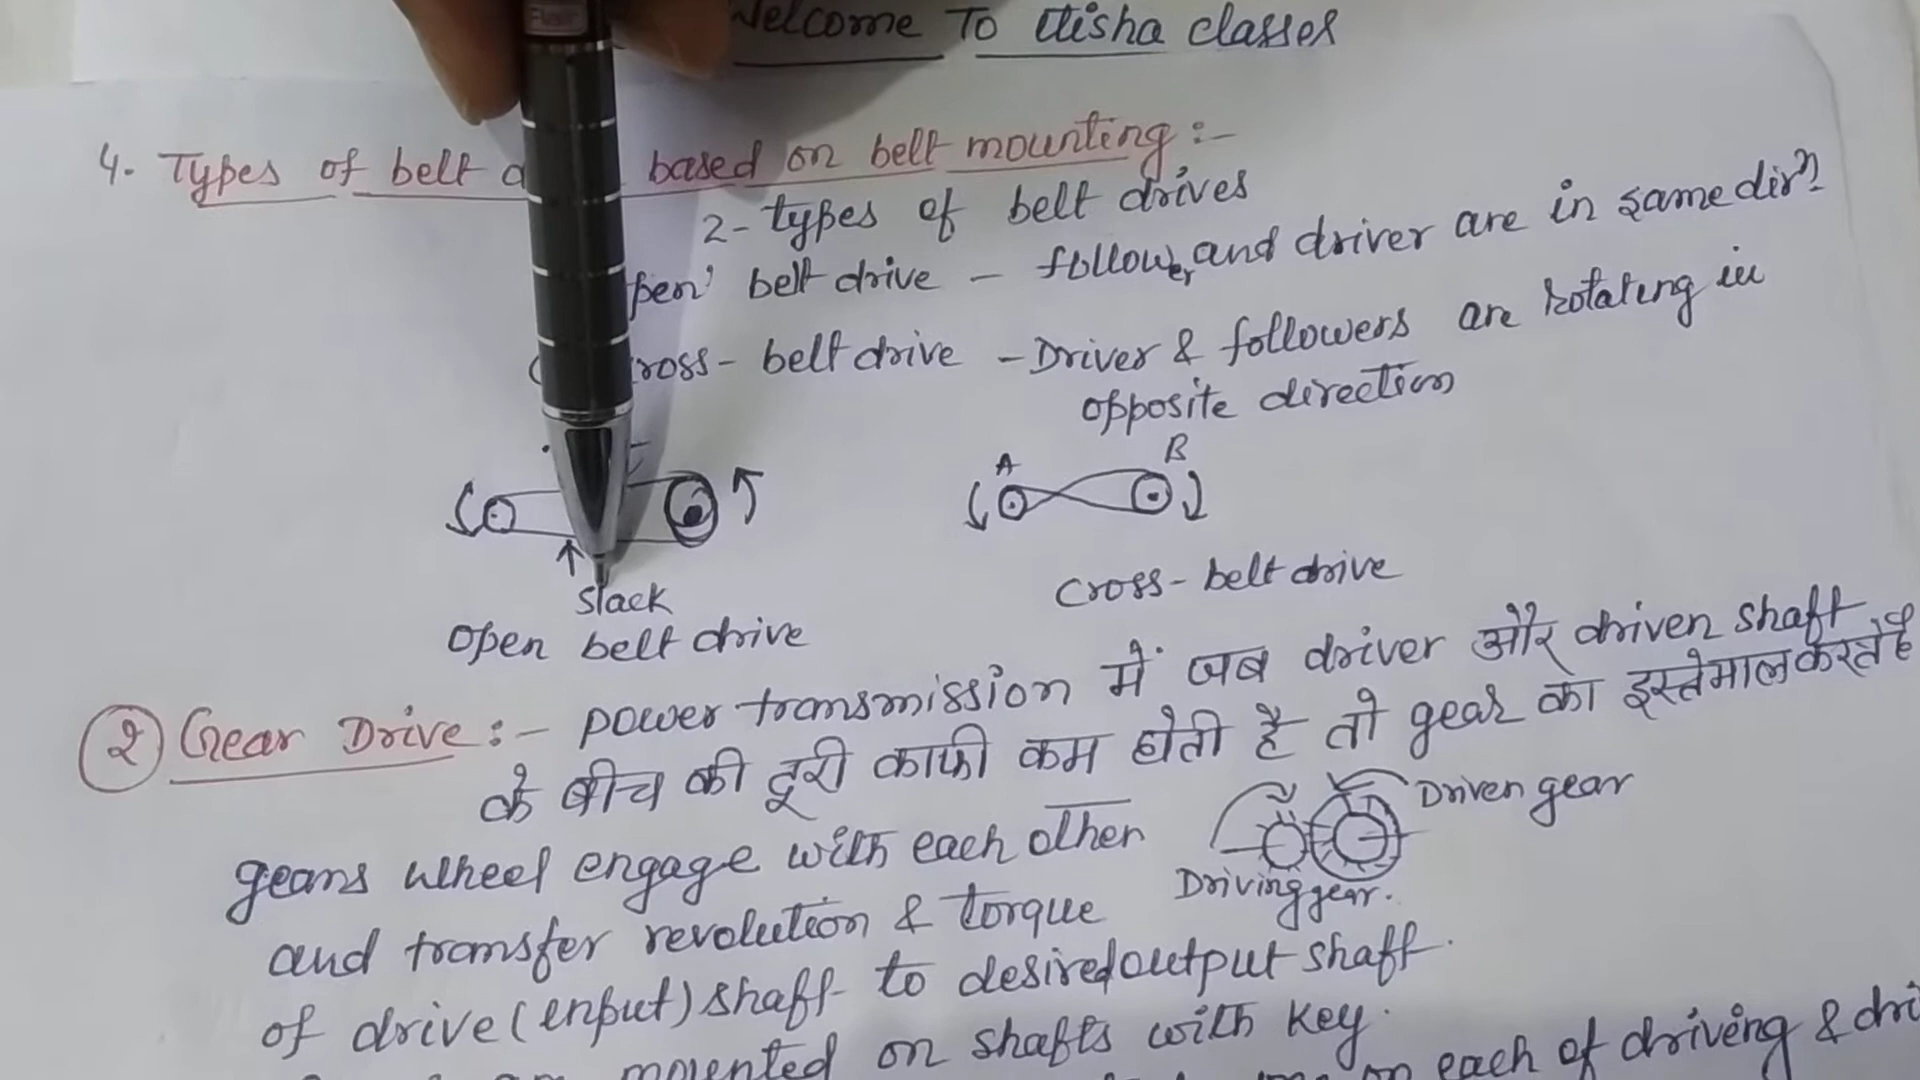 Welcome To Eisha classes
4. Types of belt based on belt mounting :-
2- types of belt drives
pen' belt drive - follower and driver are in same dirⁿ
ross- belt drive - Driver & followers are rotating in
opposite direction
A B
Slack
Open belt drive
Cross- belt drive
② Gear Drive :- power transmission में जब driver और driven shaft
के बीच की दूरी काफी कम होती है तो gear का इस्तेमाल करते है
Driven gear
gears wheel engage with each other
Driving gear.
and transfer revolution & torque
of drive (input) shaft to desired output shaft.
mounted on shafts with key.
on each of driving & dri